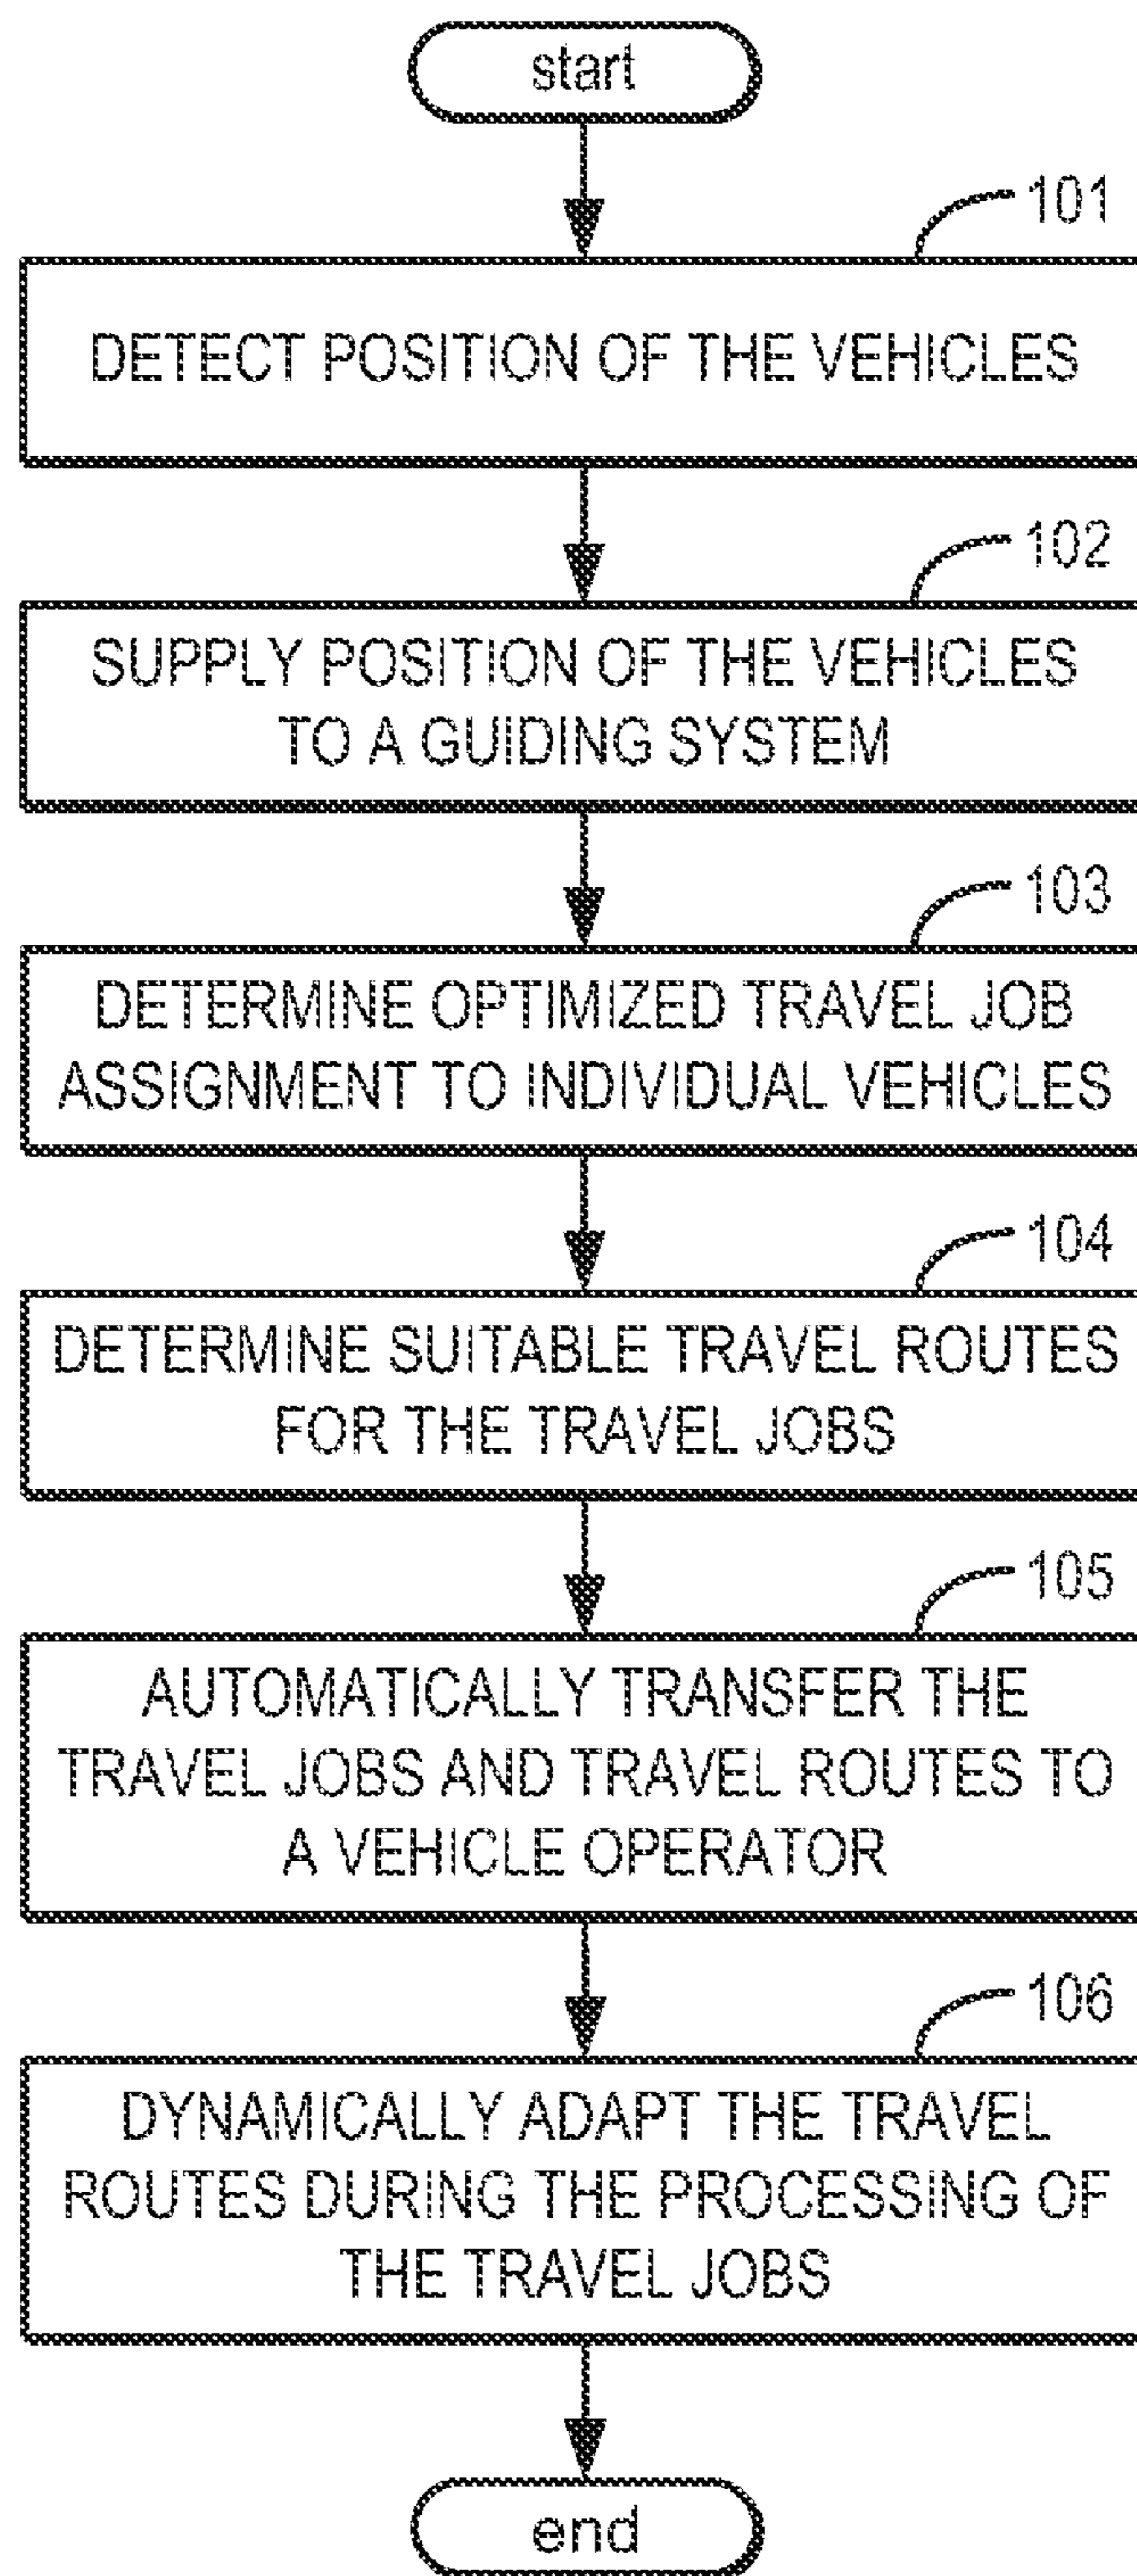 start
101
DETECT POSITION OF THE VEHICLES
102
SUPPLY POSITION OF THE VEHICLES
TO A GUIDING SYSTEM
103
DETERMINE OPTIMIZED TRAVEL JOB
ASSIGNMENT TO INDIVIDUAL VEHICLES
104
DETERMINE SUITABLE TRAVEL ROUTES
FOR THE TRAVEL JOBS
105
AUTOMATICALLY TRANSFER THE
TRAVEL JOBS AND TRAVEL ROUTES TO
A VEHICLE OPERATOR
106
DYNAMICALLY ADAPT THE TRAVEL
ROUTES DURING THE PROCESSING OF
THE TRAVEL JOBS
end